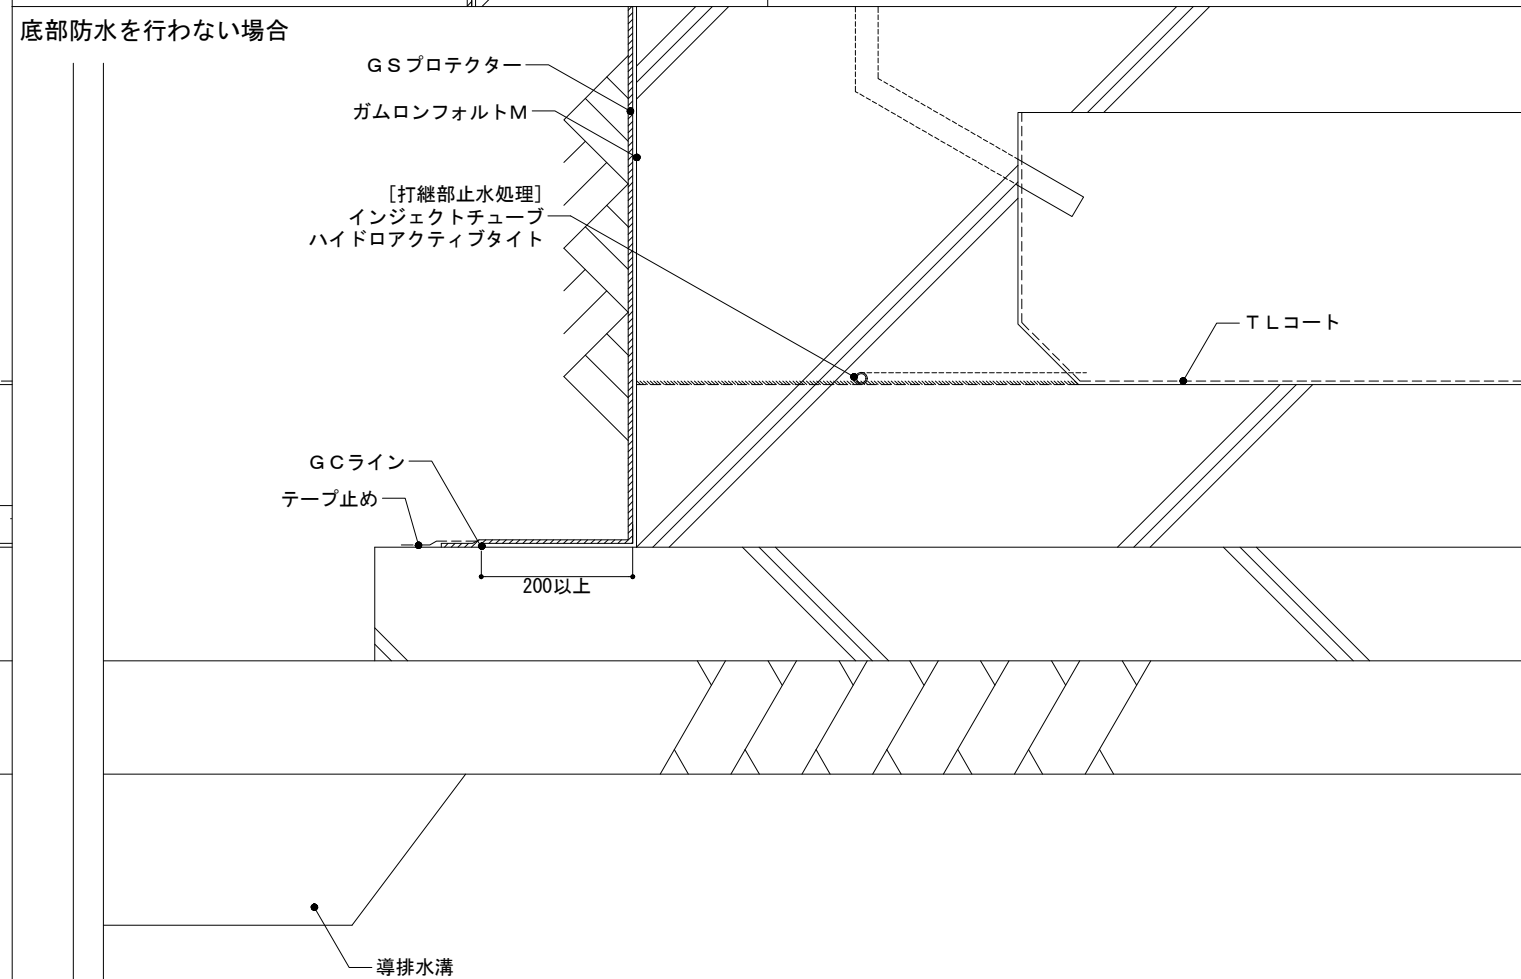 底部防水を行わない場合
ＧＳプロテクター
ガムロンフォルトＭ
[打継部止水処理]
インジェクトチューブ
ハイドロアクティブタイト
ＴＬコート
ＧＣライン
テープ止め
200以上
導排水溝